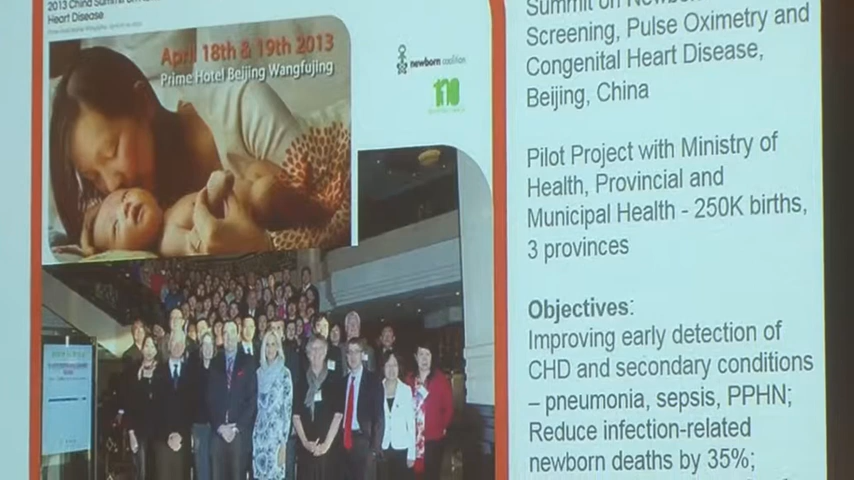 2013 China Summit on
Heart Disease
April 18th & 19th 2013
Prime Hotel Beijing Wangfujing
newborn coalition
Summit on Newborn
Screening, Pulse Oximetry and
Congenital Heart Disease,
Beijing, China
Pilot Project with Ministry of
Health, Provincial and
Municipal Health - 250K births,
3 provinces
Objectives:
Improving early detection of
CHD and secondary conditions
– pneumonia, sepsis, PPHN;
Reduce infection-related
newborn deaths by 35%;